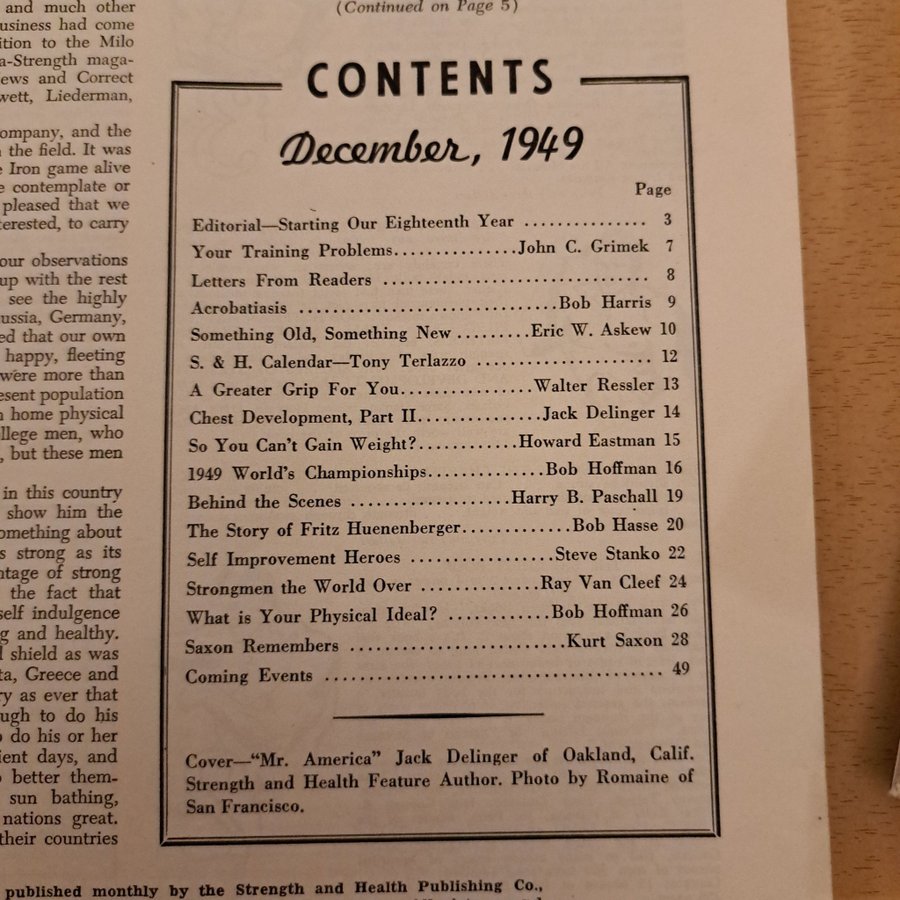 and much other
usiness had come
ition to the Milo
a-Strength maga-
ews and Correct
wett, Liederman,
ompany, and the
the field. It was
Iron game alive
contemplate or
pleased that we
terested, to carry
our observations
up with the rest
see the highly
ussia, Germany,
ed that our own
happy, fleeting
were more than
esent population
home physical
llege men, who
, but these men
in this country
show him the
omething about
s strong as its
ntage of strong
the fact that
self indulgence
g and healthy.
shield as was
ta, Greece and
ry as ever that
ugh to do his
do his or her
ient days, and
better them-
sun bathing,
nations great.
their countries
(Continued on Page 5)
CONTENTS
December, 1949
Page
Editorial—Starting Our Eighteenth Year ............... 3
Your Training Problems...............John C. Grimek 7
Letters From Readers ................................. 8
Acrobatiasis ................................Bob Harris 9
Something Old, Something New .........Eric W. Askew 10
S. & H. Calendar—Tony Terlazzo ..................... 12
A Greater Grip For You................Walter Ressler 13
Chest Development, Part II...............Jack Delinger 14
So You Can't Gain Weight?............Howard Eastman 15
1949 World's Championships..............Bob Hoffman 16
Behind the Scenes ...................Harry B. Paschall 19
The Story of Fritz Huenenberger.............Bob Hasse 20
Self Improvement Heroes .................Steve Stanko 22
Strongmen the World Over ..............Ray Van Cleef 24
What is Your Physical Ideal? ............Bob Hoffman 26
Saxon Remembers ..........................Kurt Saxon 28
Coming Events ........................................ 49
Cover—"Mr. America" Jack Delinger of Oakland, Calif.
Strength and Health Feature Author. Photo by Romaine of
San Francisco.
published monthly by the Strength and Health Publishing Co.,